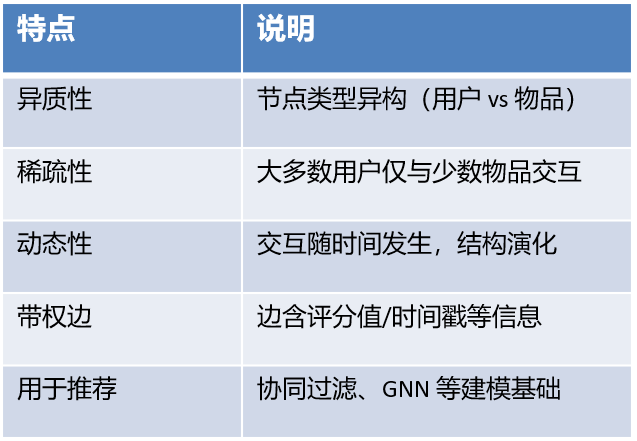 特点 说明
异质性 节点类型异构（用户 vs 物品）
稀疏性 大多数用户仅与少数物品交互
动态性 交互随时间发生，结构演化
带权边 边含评分值/时间戳等信息
用于推荐 协同过滤、GNN 等建模基础